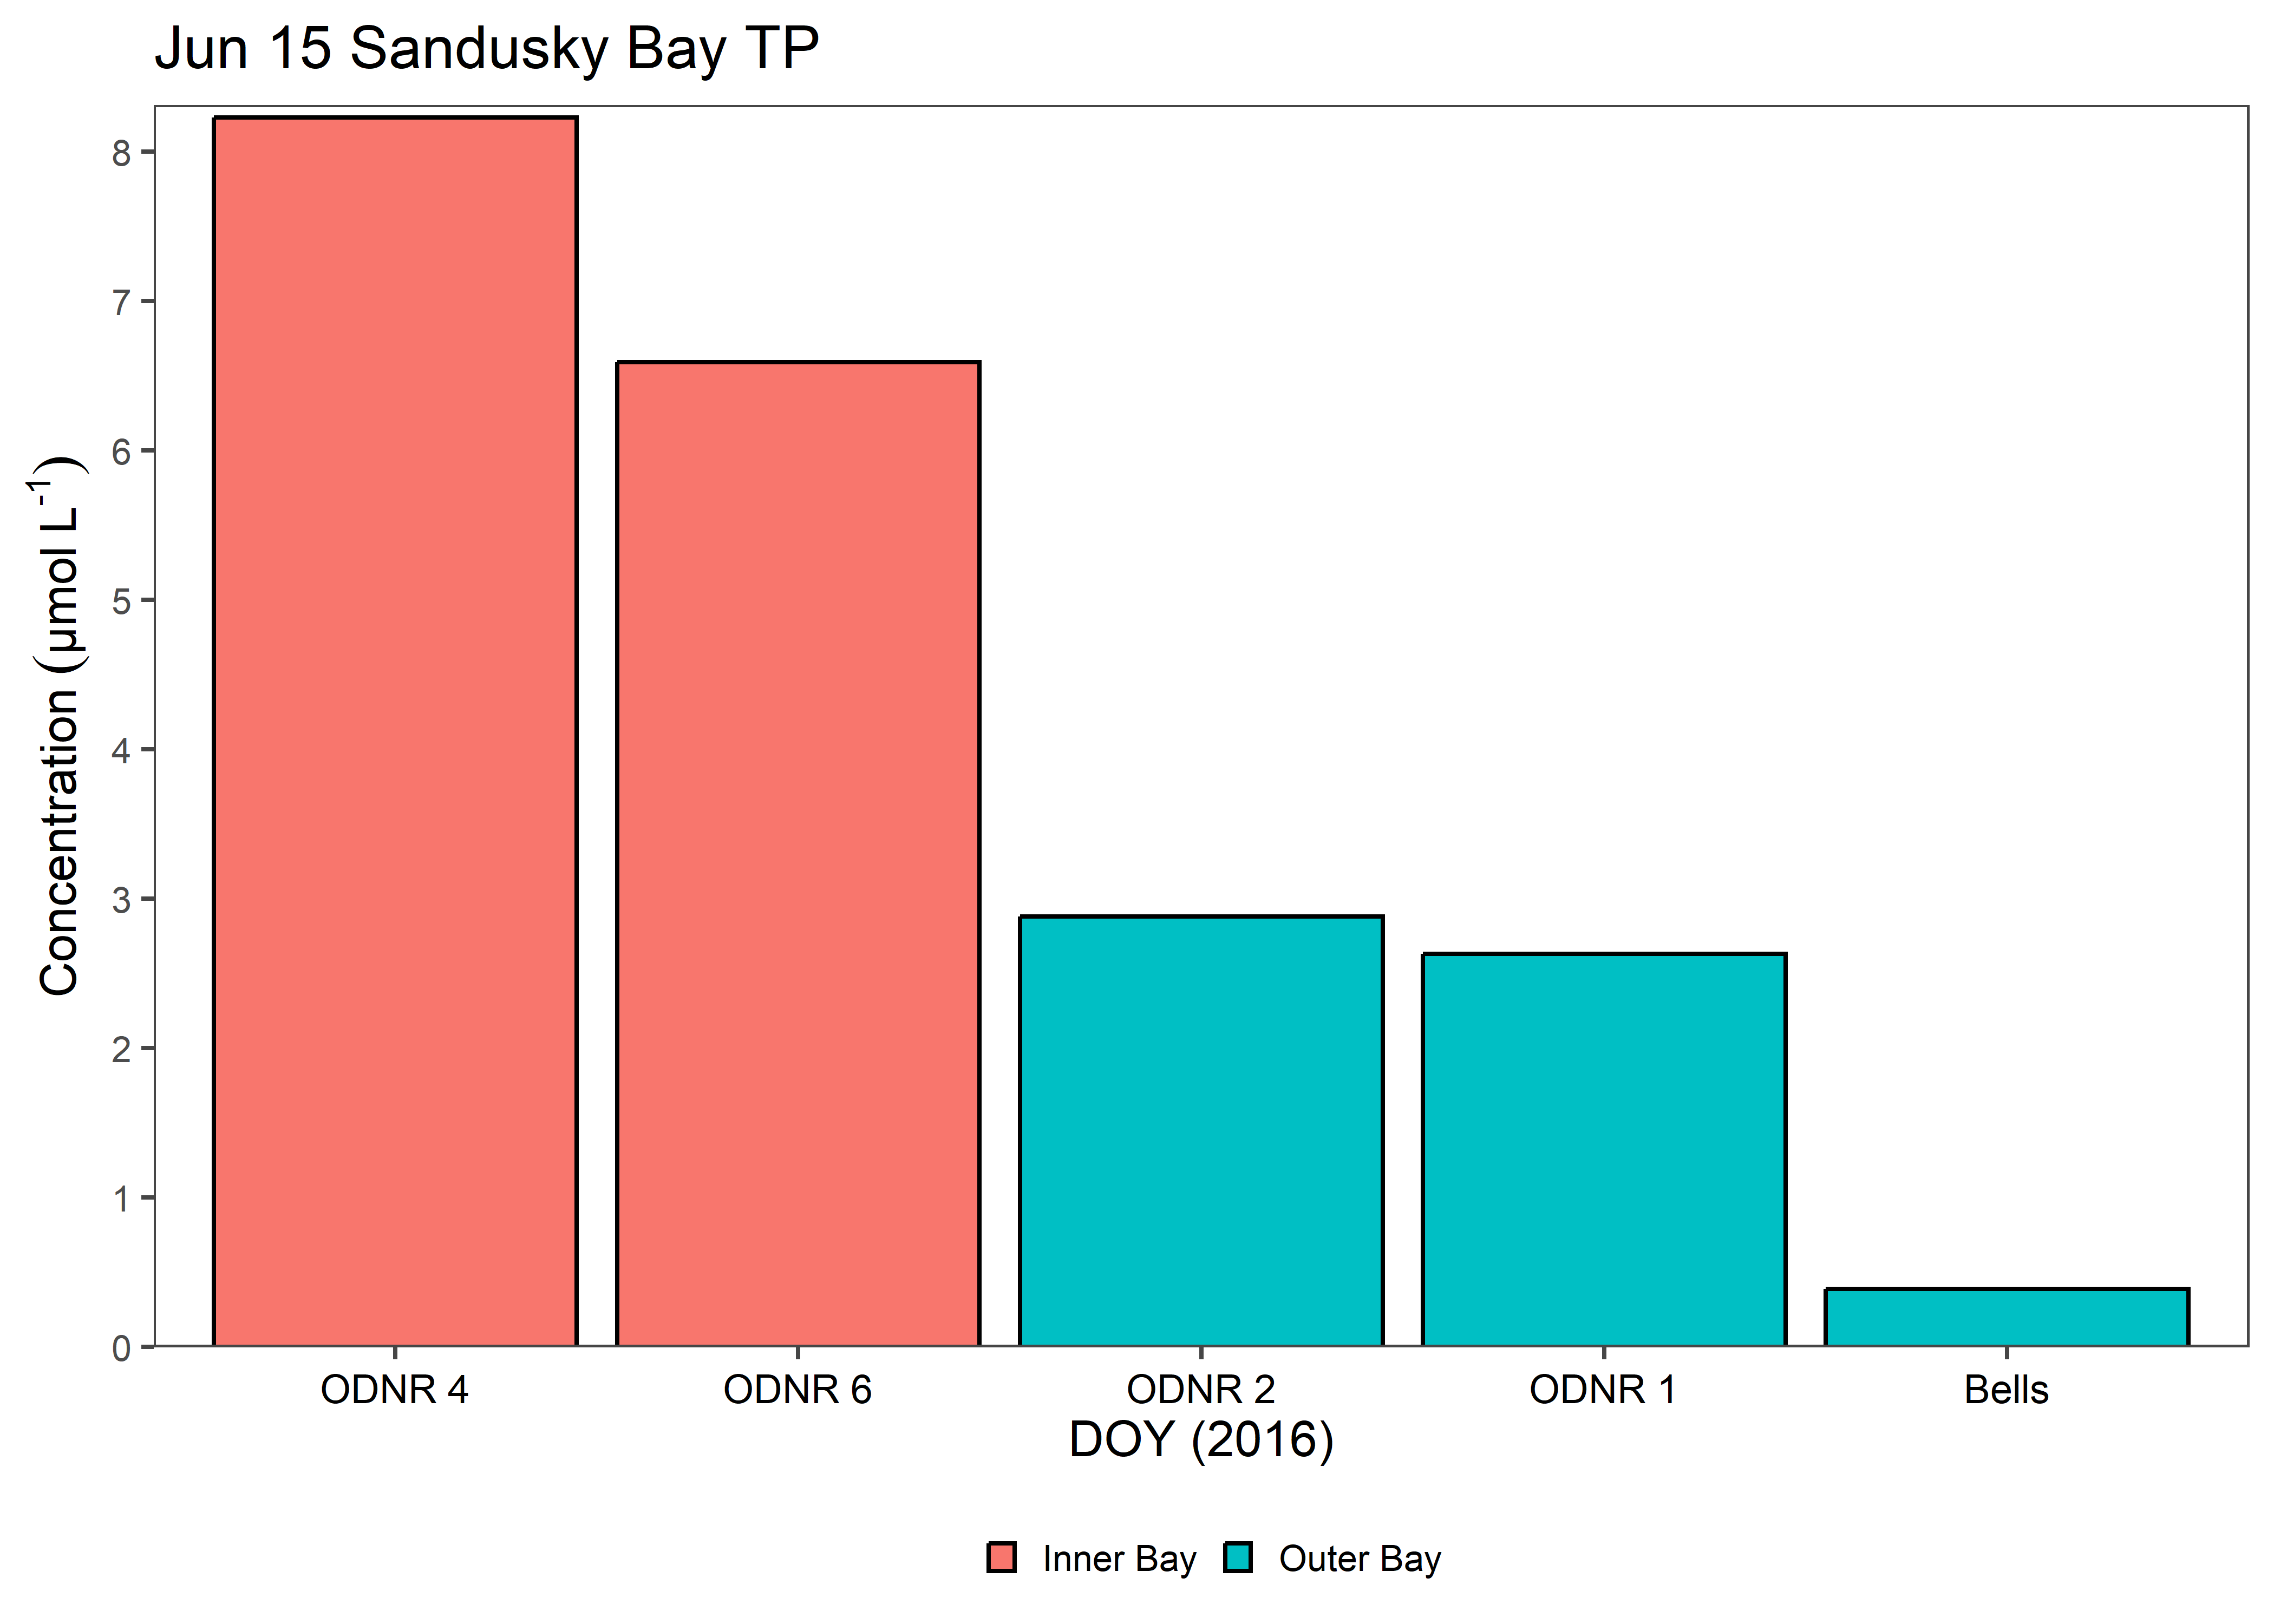 Jun 15 Sandusky Bay TP
Concentration (µmol L⁻¹)
8
7
6
5
4
3
2
1
0
ODNR 4 ODNR 6 ODNR 2 ODNR 1 Bells
DOY (2016)
Inner Bay Outer Bay